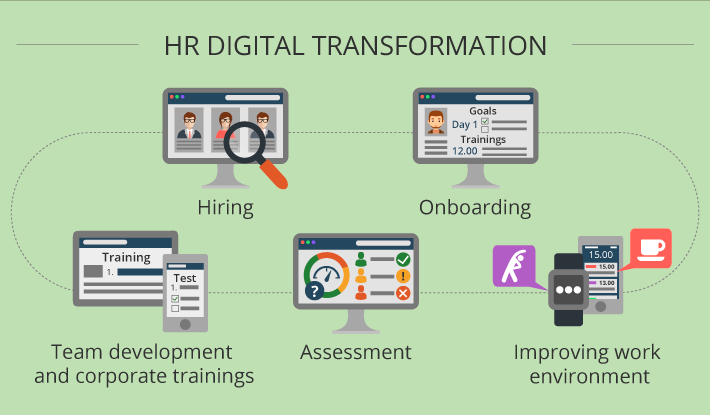 HR DIGITAL TRANSFORMATION
Goals
Day 1
Trainings
12.00
Hiring
Onboarding
Training
1.
Test
1.
?
!
15.00
15.00
13.00
Team development
and corporate trainings
Assessment
Improving work
environment